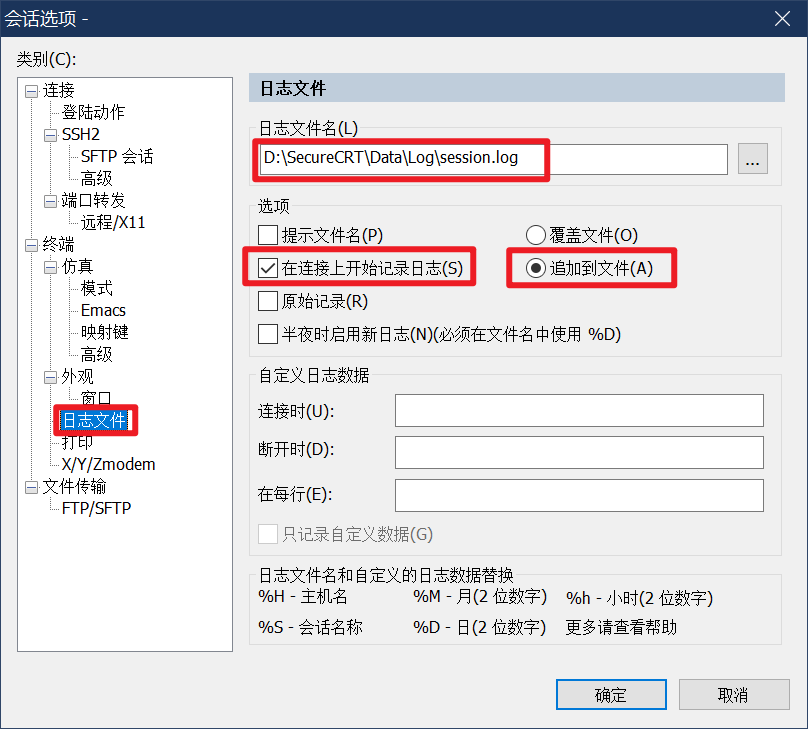 会话选项 -
类别(C):
连接
登陆动作
SSH2
SFTP 会话
高级
端口转发
远程/X11
终端
仿真
模式
Emacs
映射键
高级
外观
窗口
日志文件
打印
X/Y/Zmodem
文件传输
FTP/SFTP
日志文件
日志文件名(L)
D:\SecureCRT\Data\Log\session.log
...
选项
提示文件名(P) 覆盖文件(O)
在连接上开始记录日志(S) 追加到文件(A)
原始记录(R)
半夜时启用新日志(N)(必须在文件名中使用 %D)
自定义日志数据
连接时(U):
断开时(D):
在每行(E):
只记录自定义数据(G)
日志文件名和自定义的日志数据替换
%H - 主机名 %M - 月(2 位数字) %h - 小时(2 位数字)
%S - 会话名称 %D - 日(2 位数字) 更多请查看帮助
确定 取消